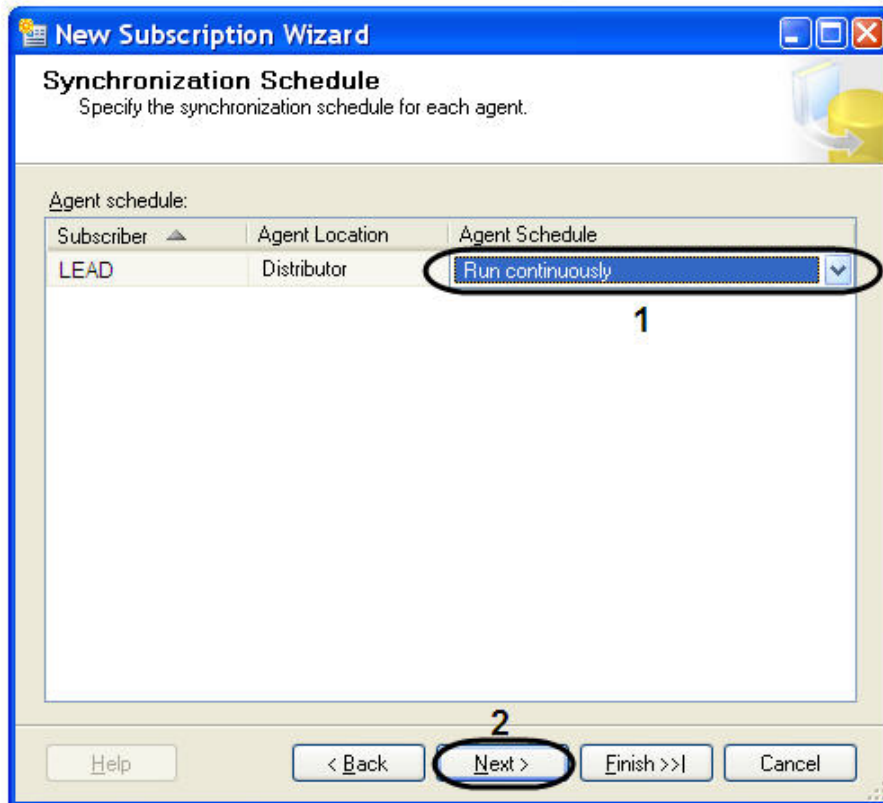 New Subscription Wizard
Synchronization Schedule
Specify the synchronization schedule for each agent.
Agent schedule:
Subscriber Agent Location Agent Schedule
LEAD Distributor Run continuously
1
2
Help < Back Next > Finish >>| Cancel